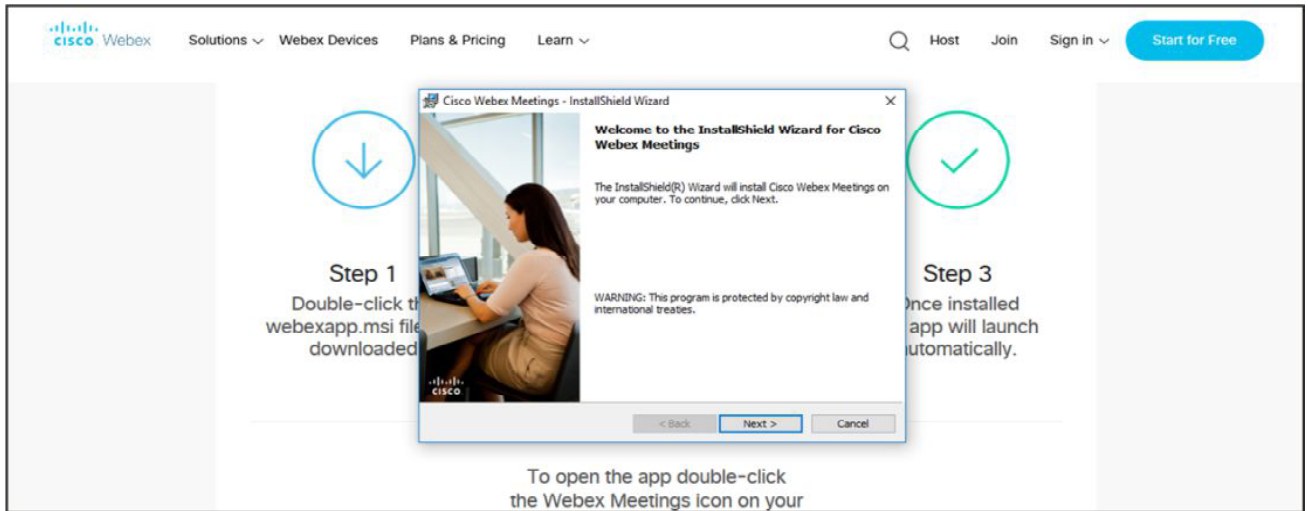 CISCO Webex
Solutions
Webex Devices
Plans & Pricing
Learn
Host
Join
Sign in
Start for Free
Cisco Webex Meetings - InstallShield Wizard
Welcome to the InstallShield Wizard for Cisco
Webex Meetings
The InstallShield(R) Wizard will install Cisco Webex Meetings on
your computer. To continue, click Next.
WARNING: This program is protected by copyright law and
international treaties.
CISCO
< Back
Next >
Cancel
Step 1
Double-click
webexapp.msi
downloaded
Step 3
installed
app will launch
To open the app double-click
the Webex Meetings icon on your